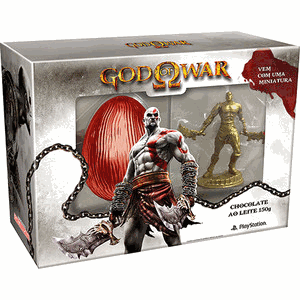 GOD OF WAR
VEM
COM UMA
MINIATURA
CHOCOLATE
AO LEITE 150g
PlayStation